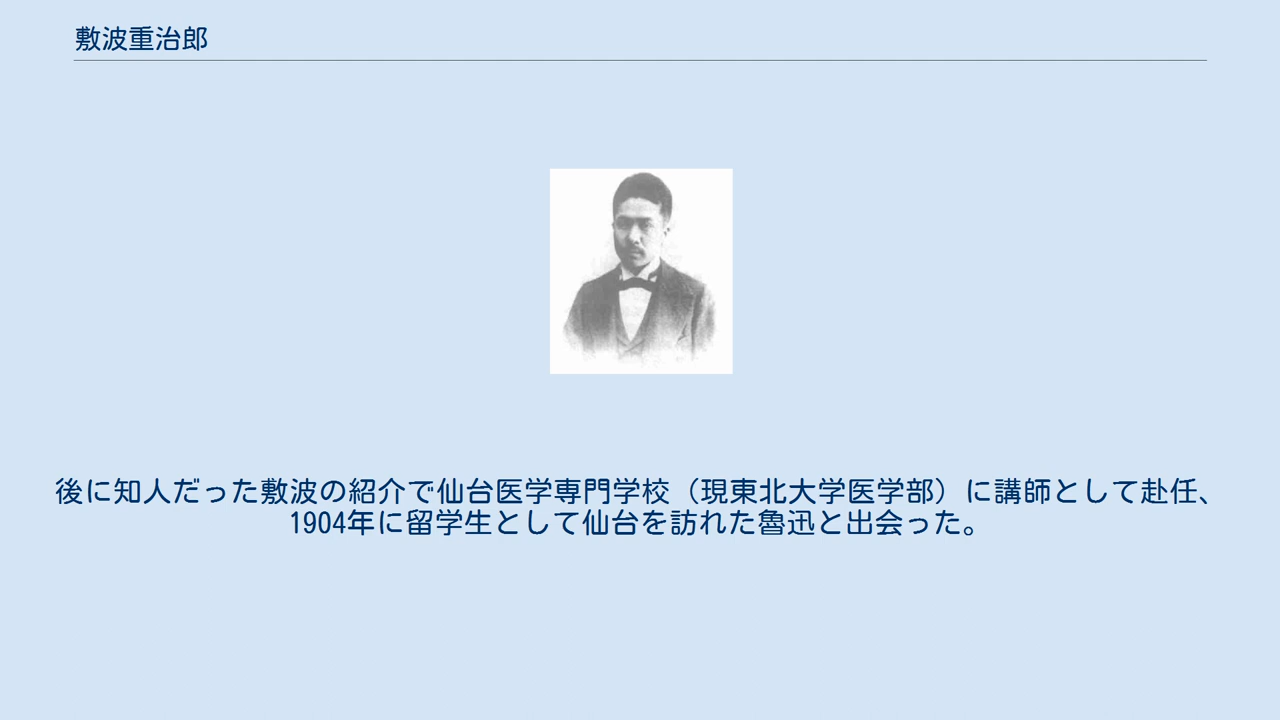 敷波重治郎
後に知人だった敷波の紹介で仙台医学専門学校（現東北大学医学部）に講師として赴任、
1904年に留学生として仙台を訪れた魯迅と出会った。